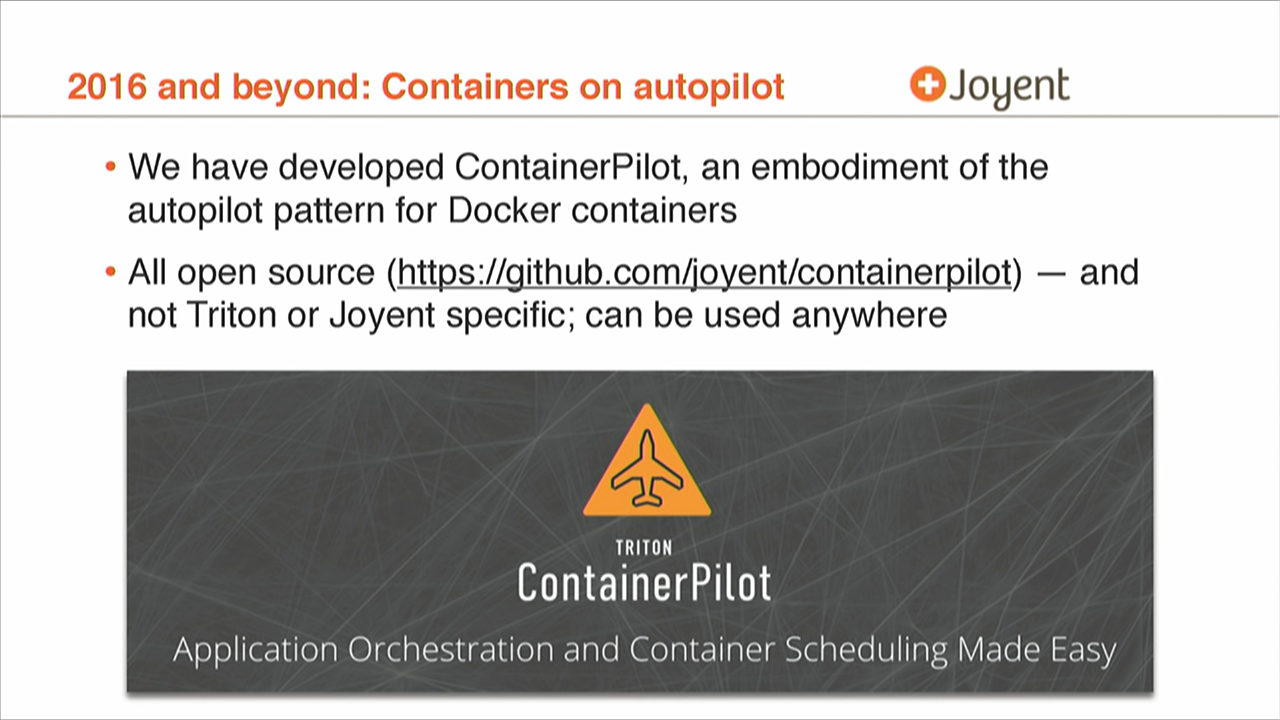 2016 and beyond: Containers on autopilot
Joyent
• We have developed ContainerPilot, an embodiment of the
autopilot pattern for Docker containers
• All open source (https://github.com/joyent/containerpilot) — and
not Triton or Joyent specific; can be used anywhere
TRITON
ContainerPilot
Application Orchestration and Container Scheduling Made Easy